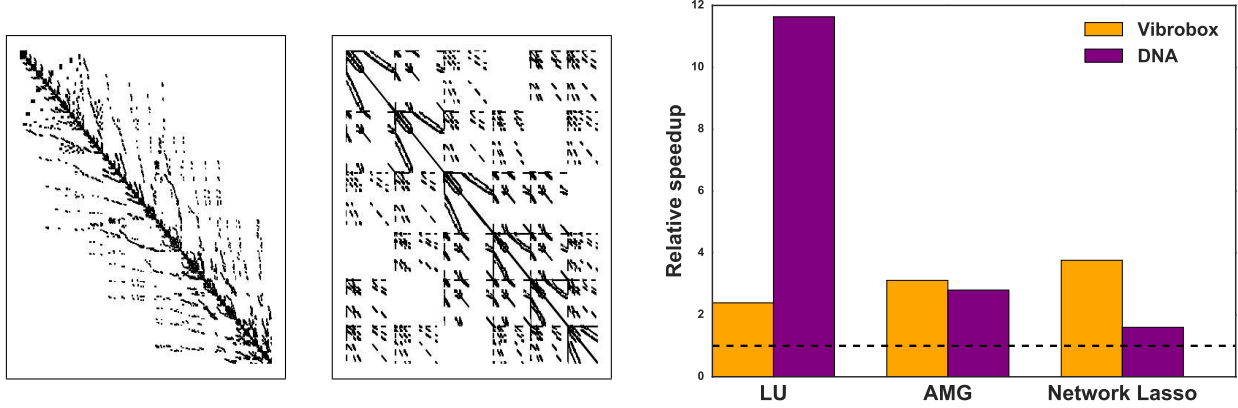 12
10
8
6
4
2
0
Relative speedup
Vibrobox
DNA
LU
AMG
Network Lasso